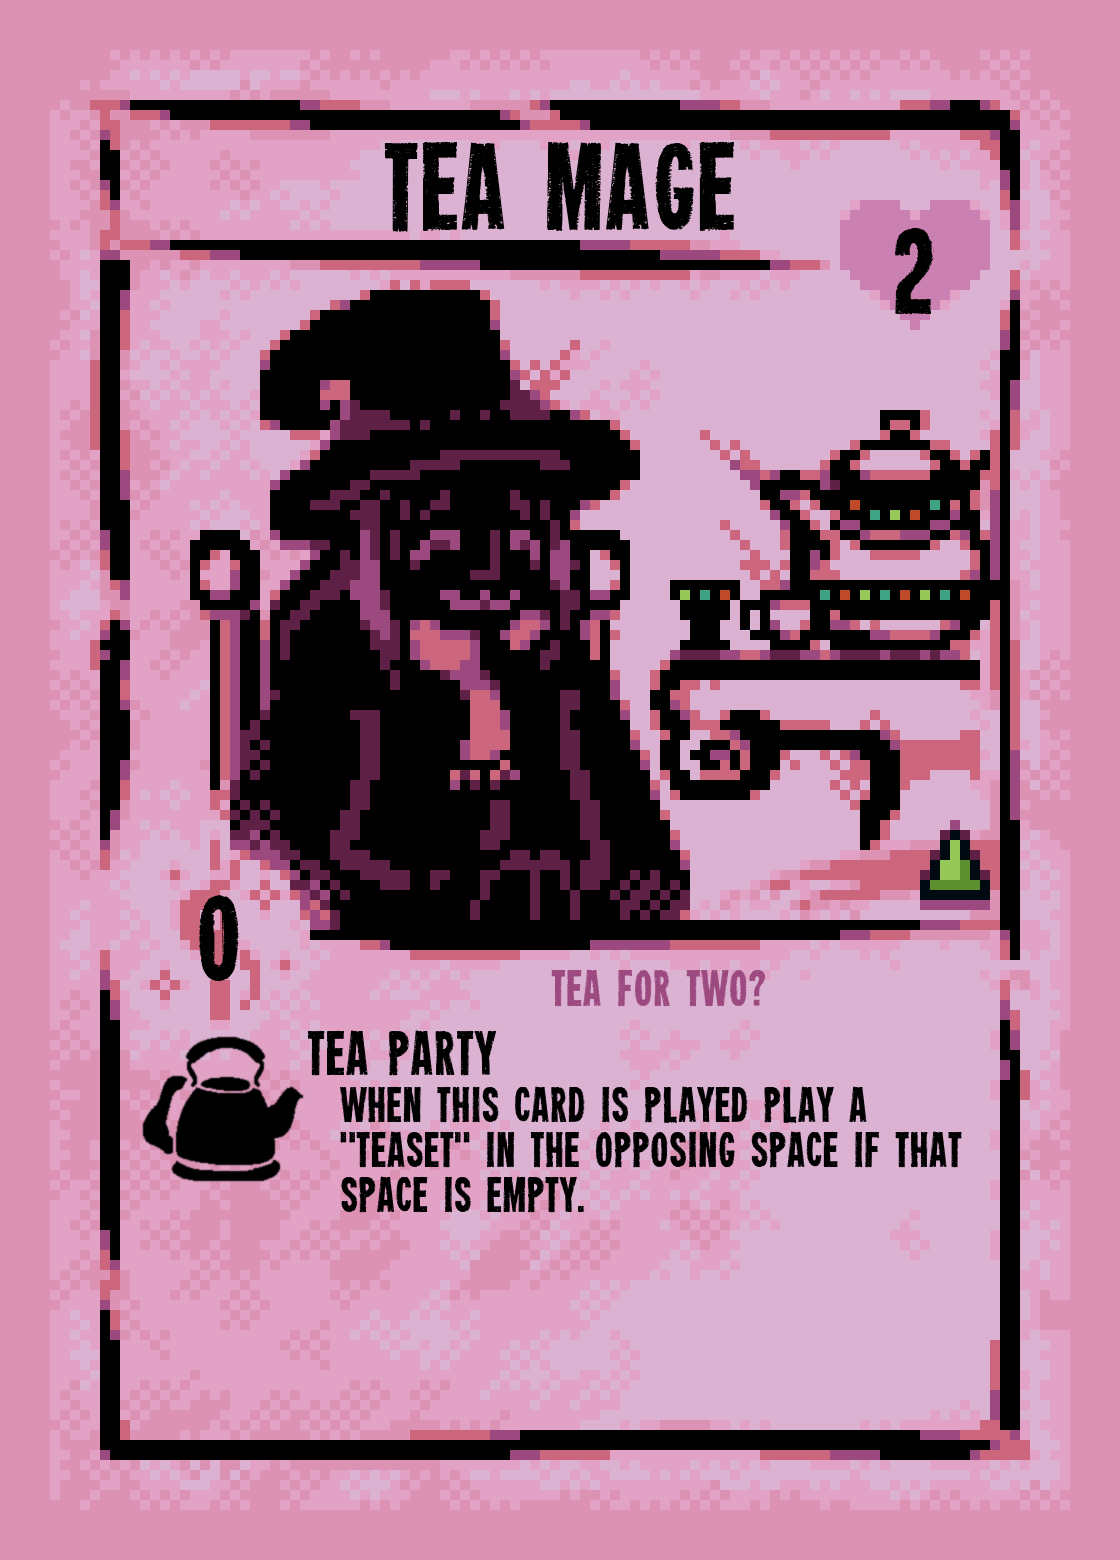 TEA MAGE
2
0
TEA FOR TWO?
TEA PARTY
WHEN THIS CARD IS PLAYED PLAY A
"TEASET" IN THE OPPOSING SPACE IF THAT
SPACE IS EMPTY.